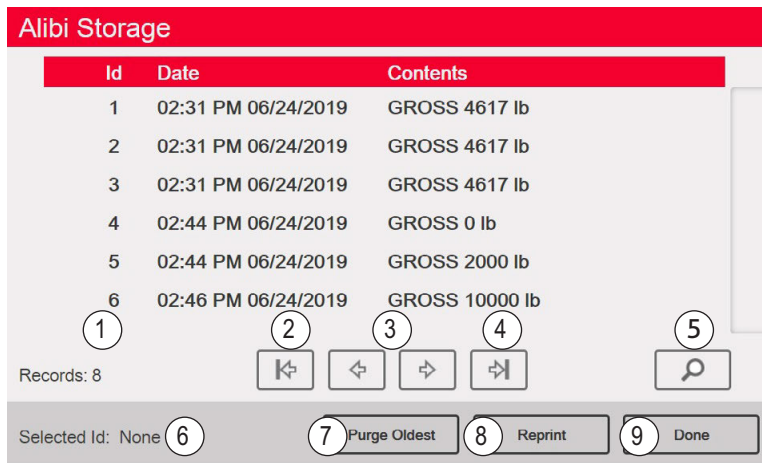 Alibi Storage
Id Date Contents
1 02:31 PM 06/24/2019 GROSS 4617 lb
2 02:31 PM 06/24/2019 GROSS 4617 lb
3 02:31 PM 06/24/2019 GROSS 4617 lb
4 02:44 PM 06/24/2019 GROSS 0 lb
5 02:44 PM 06/24/2019 GROSS 2000 lb
6 02:46 PM 06/24/2019 GROSS 10000 lb
1 2 3 4 5
Records: 8
Selected Id: None 6 7 Purge Oldest 8 Reprint 9 Done